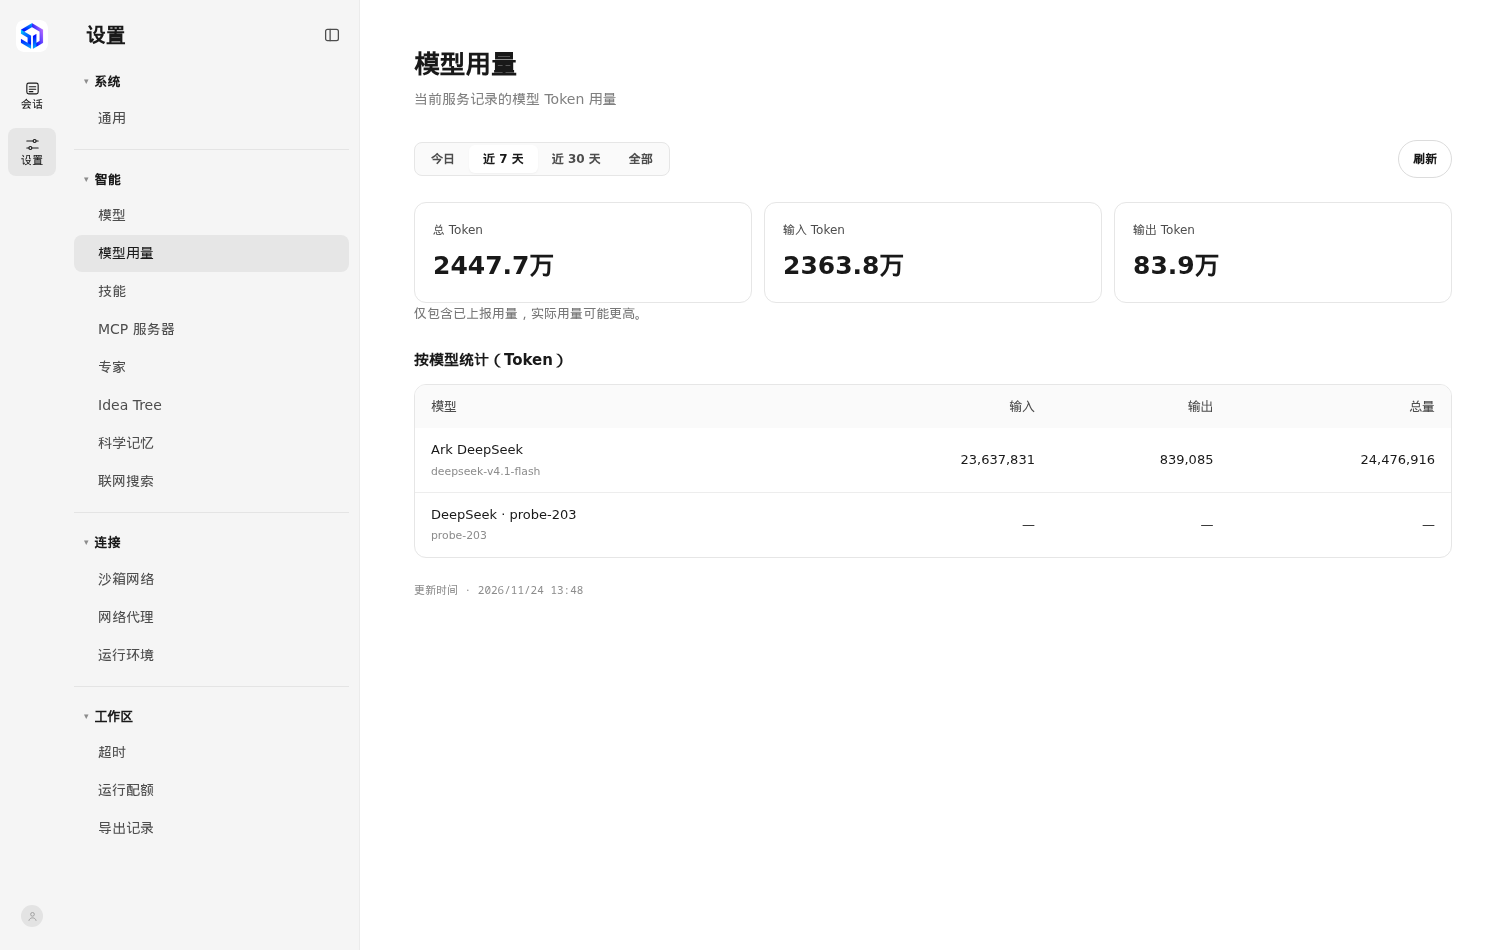 会话
设置
设置
系统
通用
智能
模型
模型用量
技能
MCP 服务器
专家
Idea Tree
科学记忆
联网搜索
连接
沙箱网络
网络代理
运行环境
工作区
超时
运行配额
导出记录
模型用量
当前服务记录的模型 Token 用量
今日 近 7 天 近 30 天 全部 刷新
总 Token 输入 Token 输出 Token
2447.7万 2363.8万 83.9万
仅包含已上报用量，实际用量可能更高。
按模型统计（Token）
模型 输入 输出 总量
Ark DeepSeek
deepseek-v4.1-flash
23,637,831 839,085 24,476,916
DeepSeek · probe-203
probe-203
— — —
更新时间 · 2026/11/24 13:48